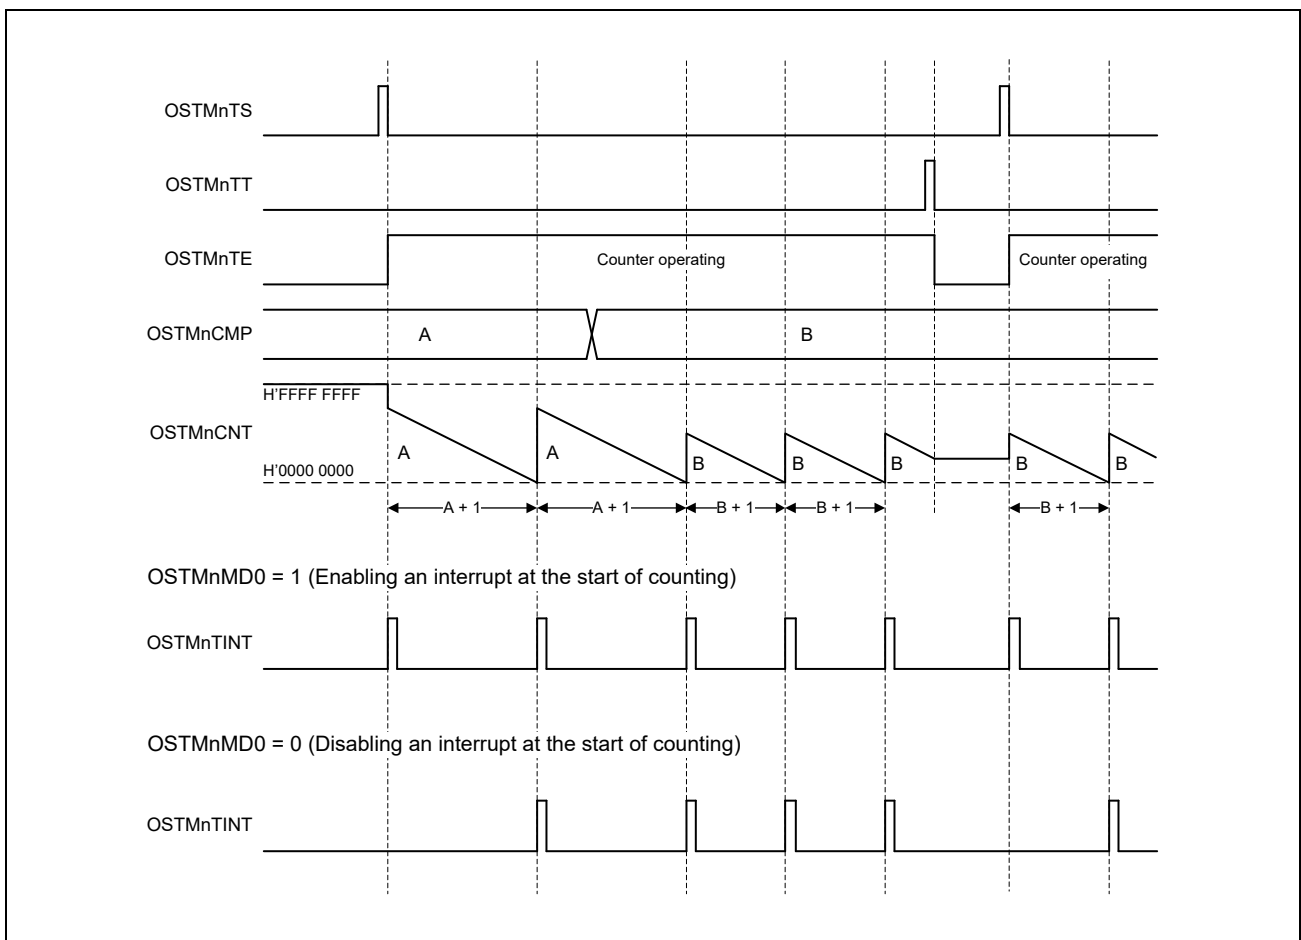 OSTMnTS
OSTMnTT
OSTMnTE
Counter operating
Counter operating
OSTMnCMP
A
B
H'FFFF FFFF
OSTMnCNT
A
A
B
B
B
B
B
H'0000 0000
A + 1
A + 1
B + 1
B + 1
B + 1
OSTMnMD0 = 1 (Enabling an interrupt at the start of counting)
OSTMnTINT
OSTMnMD0 = 0 (Disabling an interrupt at the start of counting)
OSTMnTINT